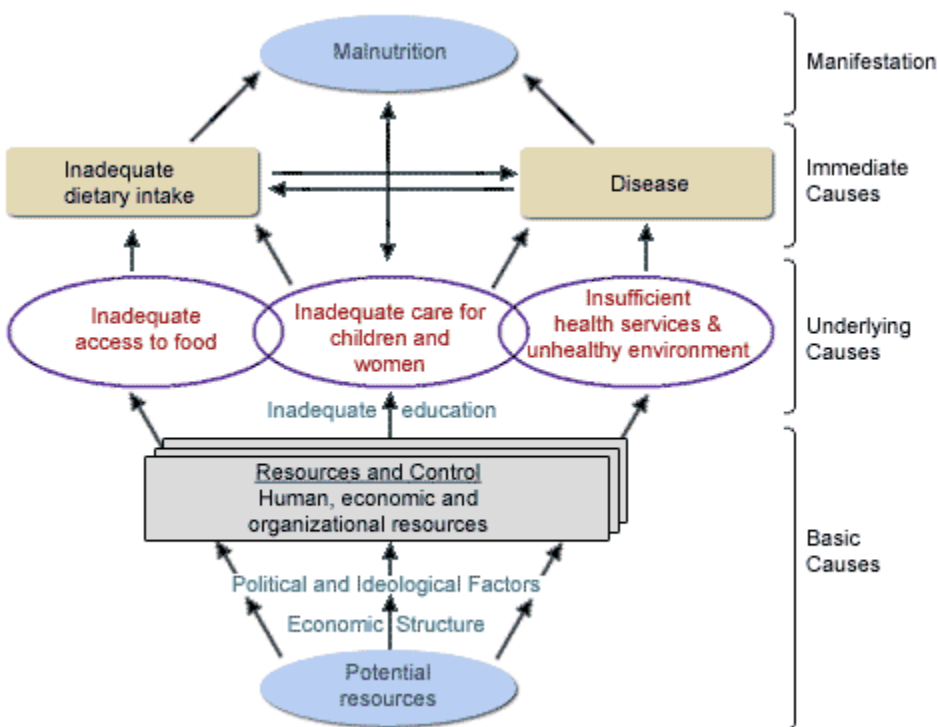 Malnutrition
Manifestation
Inadequate
dietary intake
Disease
Immediate
Causes
Inadequate
access to food
Inadequate care for
children and
women
Insufficient
health services &
unhealthy environment
Underlying
Causes
Inadequate education
Resources and Control
Human, economic and
organizational resources
Basic
Causes
Political and Ideological Factors
Economic Structure
Potential
resources